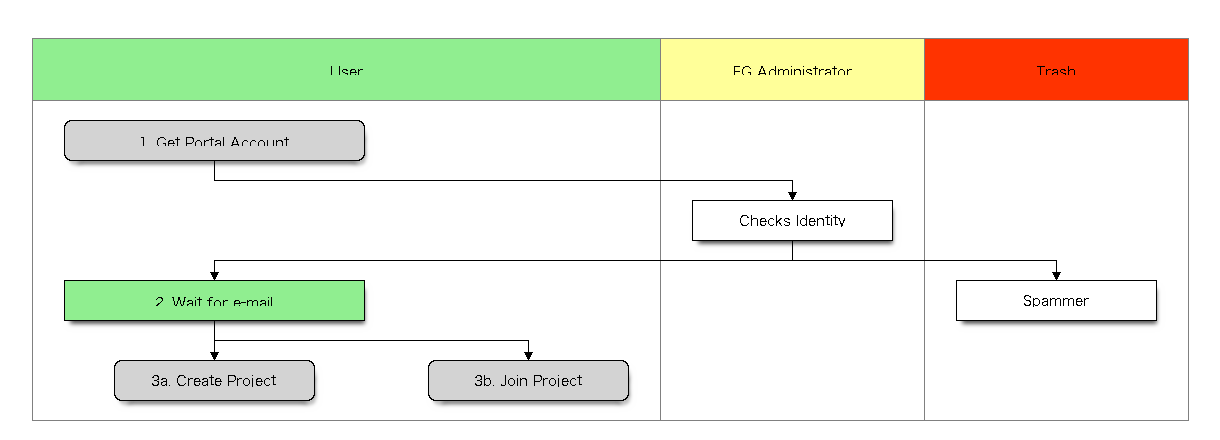 User
FG Administrator
Trash
1. Get Portal Account
Checks Identity
2. Wait for e-mail
Spammer
3a. Create Project
3b. Join Project